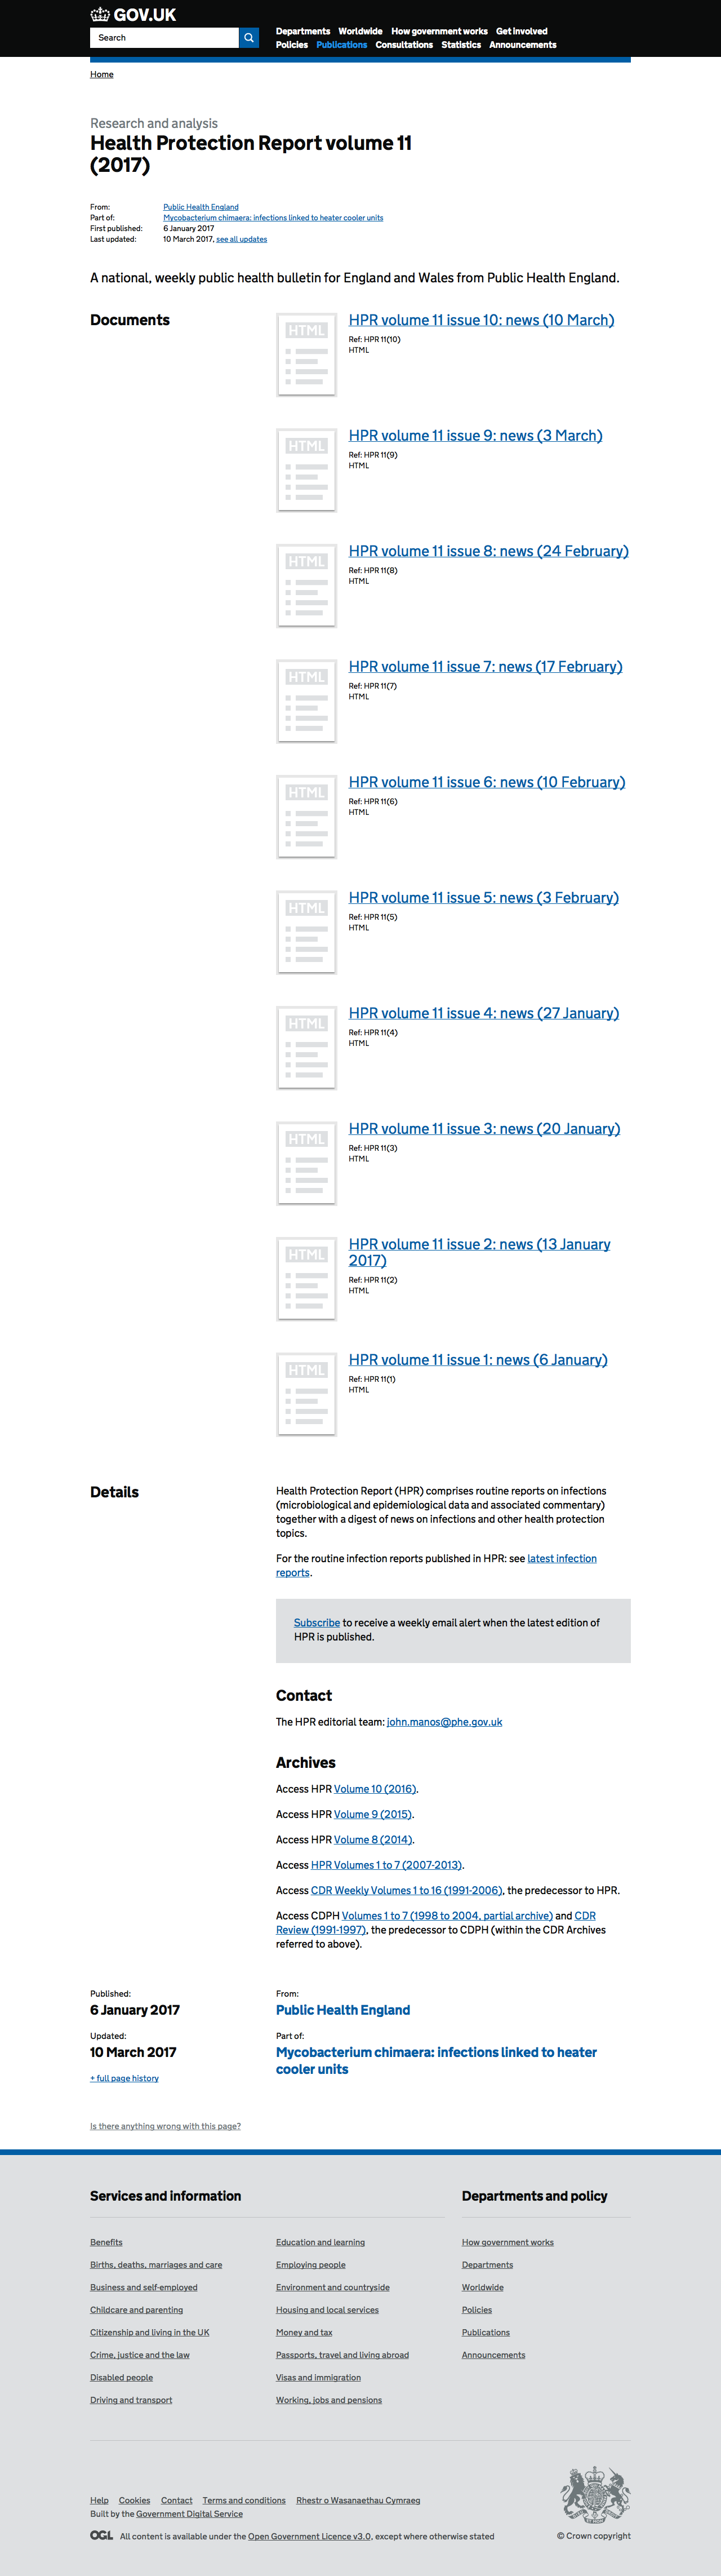 GOV.UK
Search
Departments Worldwide How government works Get involved
Policies Publications Consultations Statistics Announcements
Home
Research and analysis
Health Protection Report volume 11
(2017)
From: Public Health England
Part of: Mycobacterium chimaera: infections linked to heater cooler units
First published: 6 January 2017
Last updated: 10 March 2017, see all updates
A national, weekly public health bulletin for England and Wales from Public Health England.
Documents
HTML
HPR volume 11 issue 10: news (10 March)
Ref: HPR 11(10)
HTML
HTML
HPR volume 11 issue 9: news (3 March)
Ref: HPR 11(9)
HTML
HTML
HPR volume 11 issue 8: news (24 February)
Ref: HPR 11(8)
HTML
HTML
HPR volume 11 issue 7: news (17 February)
Ref: HPR 11(7)
HTML
HTML
HPR volume 11 issue 6: news (10 February)
Ref: HPR 11(6)
HTML
HTML
HPR volume 11 issue 5: news (3 February)
Ref: HPR 11(5)
HTML
HTML
HPR volume 11 issue 4: news (27 January)
Ref: HPR 11(4)
HTML
HTML
HPR volume 11 issue 3: news (20 January)
Ref: HPR 11(3)
HTML
HTML
HPR volume 11 issue 2: news (13 January
2017)
Ref: HPR 11(2)
HTML
HTML
HPR volume 11 issue 1: news (6 January)
Ref: HPR 11(1)
HTML
Details
Health Protection Report (HPR) comprises routine reports on infections
(microbiological and epidemiological data and associated commentary)
together with a digest of news on infections and other health protection
topics.
For the routine infection reports published in HPR: see latest infection
reports.
Subscribe to receive a weekly email alert when the latest edition of
HPR is published.
Contact
The HPR editorial team: john.manos@phe.gov.uk
Archives
Access HPR Volume 10 (2016).
Access HPR Volume 9 (2015).
Access HPR Volume 8 (2014).
Access HPR Volumes 1 to 7 (2007-2013).
Access CDR Weekly Volumes 1 to 16 (1991-2006), the predecessor to HPR.
Access CDPH Volumes 1 to 7 (1998 to 2004, partial archive) and CDR
Review (1991-1997), the predecessor to CDPH (within the CDR Archives
referred to above).
Published:
6 January 2017
Updated:
10 March 2017
+ full page history
From:
Public Health England
Part of:
Mycobacterium chimaera: infections linked to heater
cooler units
Is there anything wrong with this page?
Services and information
Benefits
Births, deaths, marriages and care
Business and self-employed
Childcare and parenting
Citizenship and living in the UK
Crime, justice and the law
Disabled people
Driving and transport
Education and learning
Employing people
Environment and countryside
Housing and local services
Money and tax
Passports, travel and living abroad
Visas and immigration
Working, jobs and pensions
Departments and policy
How government works
Departments
Worldwide
Policies
Publications
Announcements
Help Cookies Contact Terms and conditions Rhestr o Wasanaethau Cymraeg
Built by the Government Digital Service
OGL All content is available under the Open Government Licence v3.0, except where otherwise stated
© Crown copyright